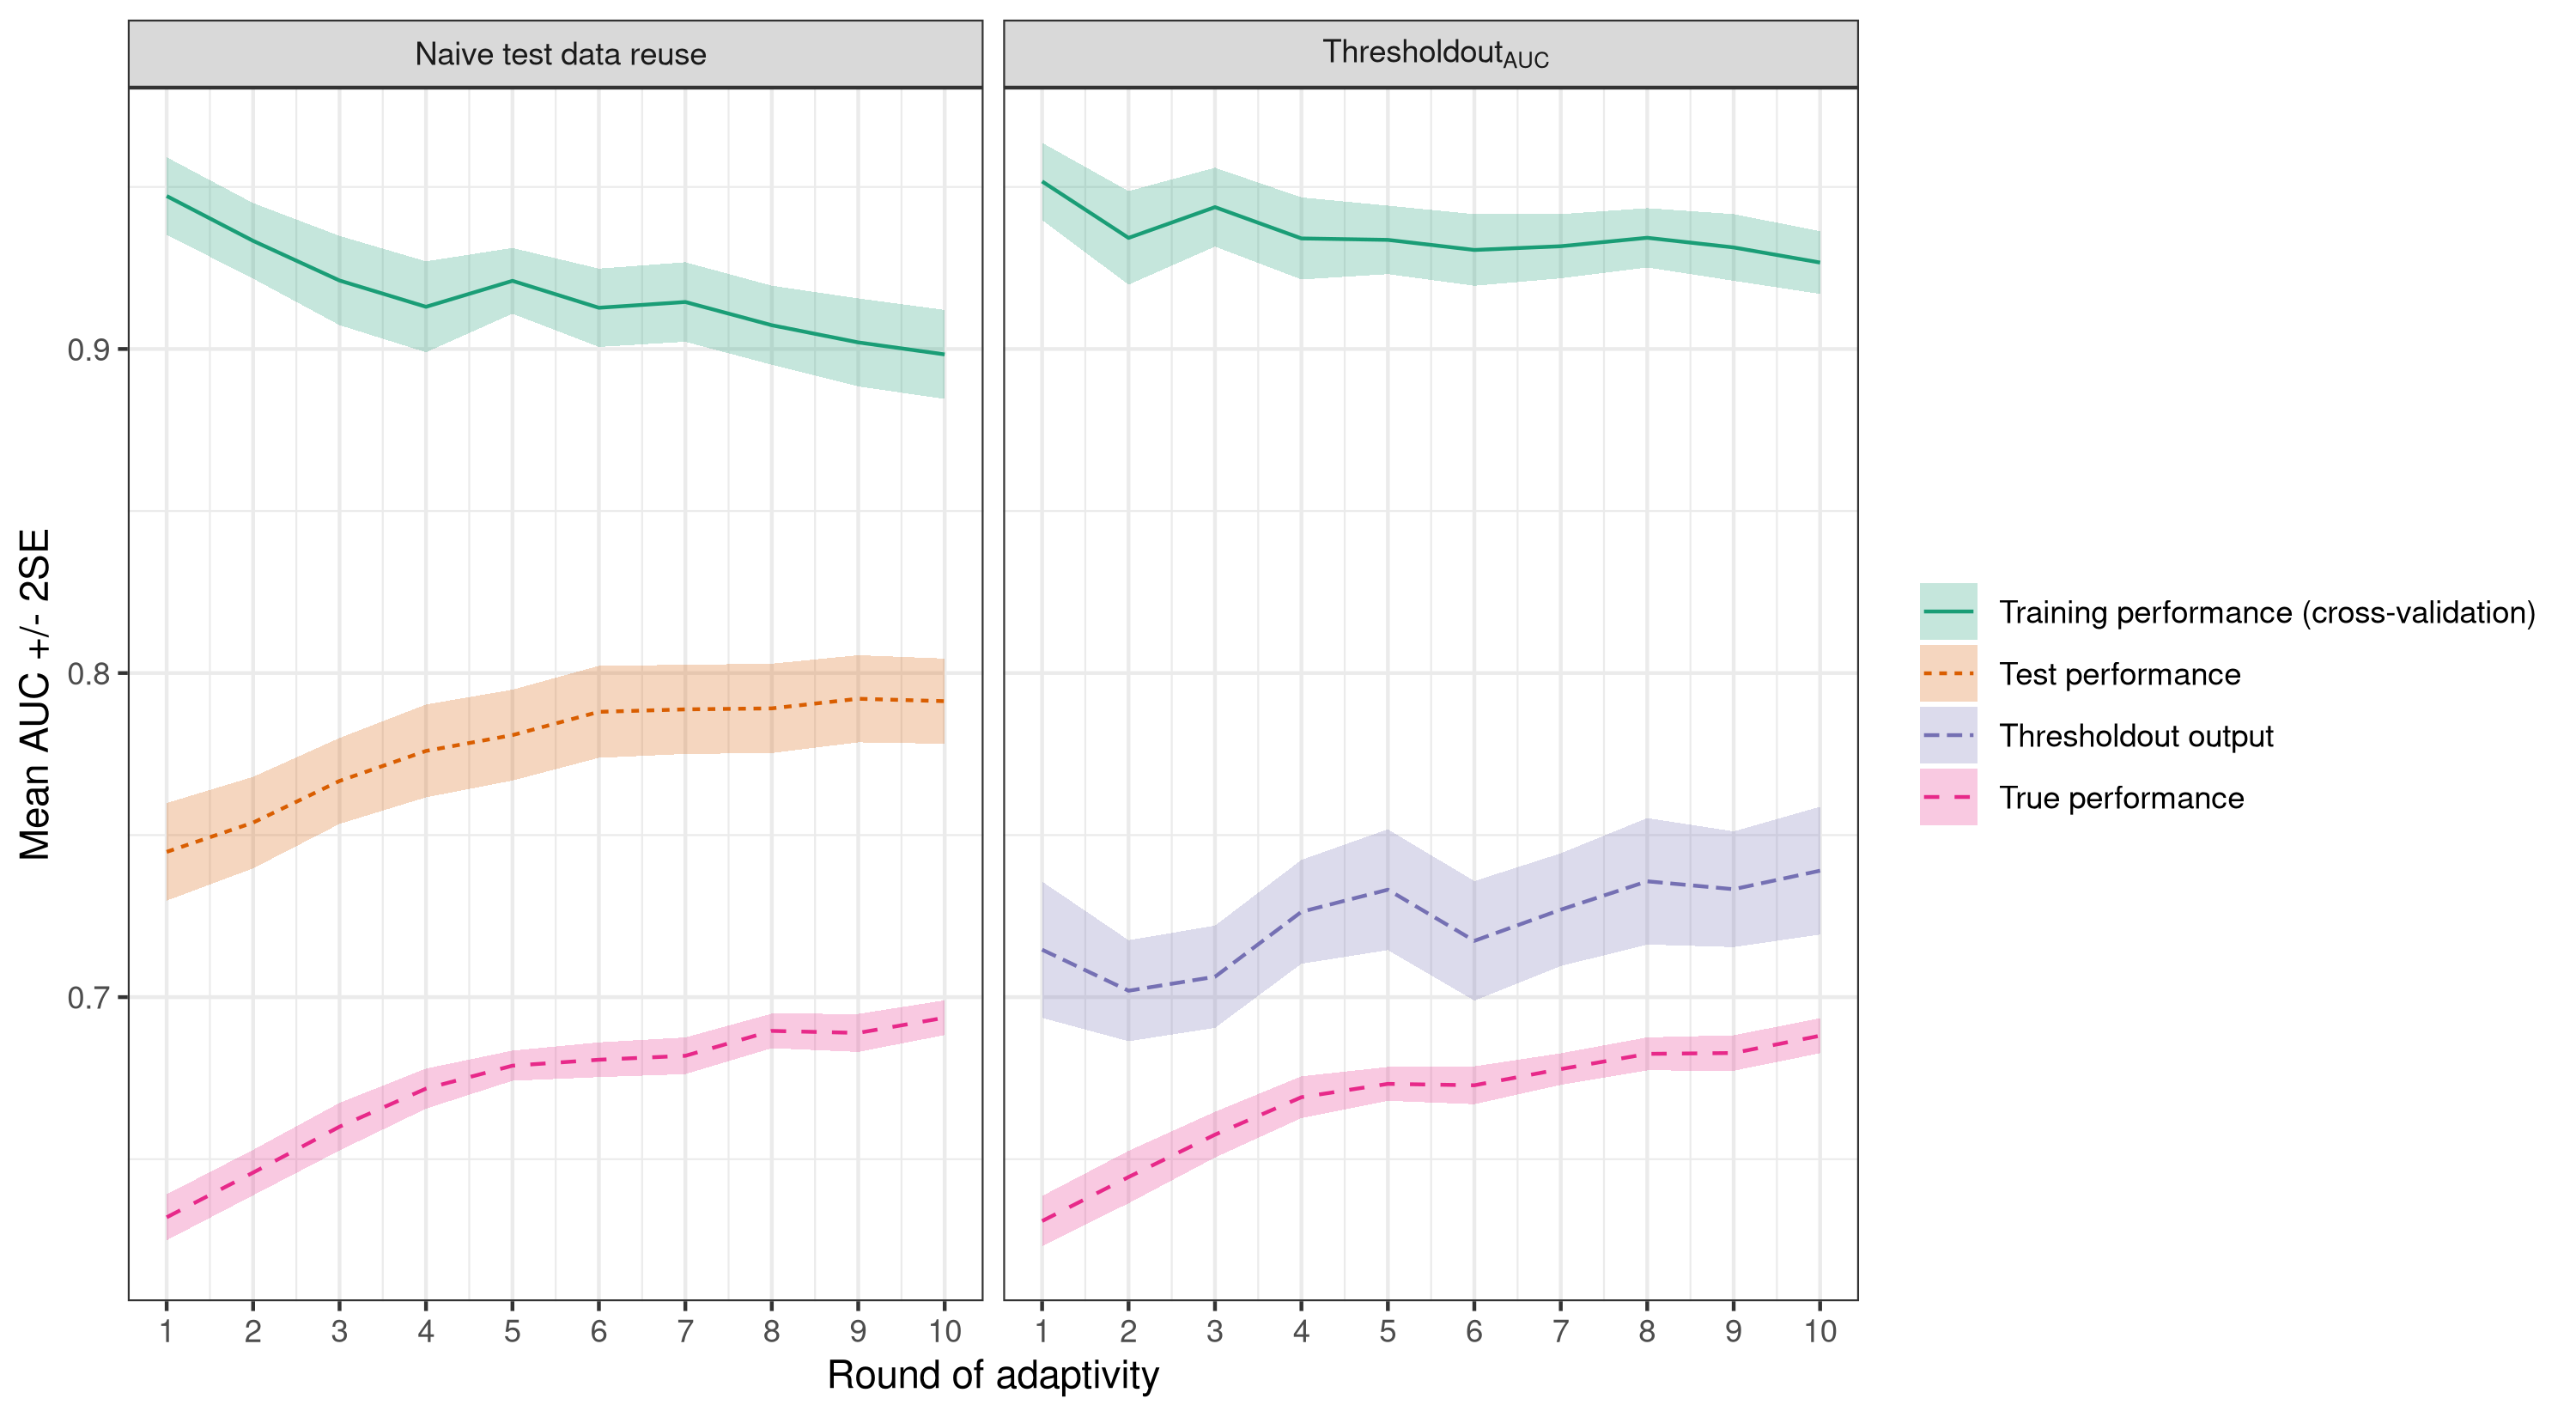 Naive test data reuse
ThresholdoutAUC
Mean AUC +/- 2SE
0.9
0.8
0.7
1 2 3 4 5 6 7 8 9 10
1 2 3 4 5 6 7 8 9 10
Round of adaptivity
Training performance (cross-validation)
Test performance
Thresholdout output
True performance